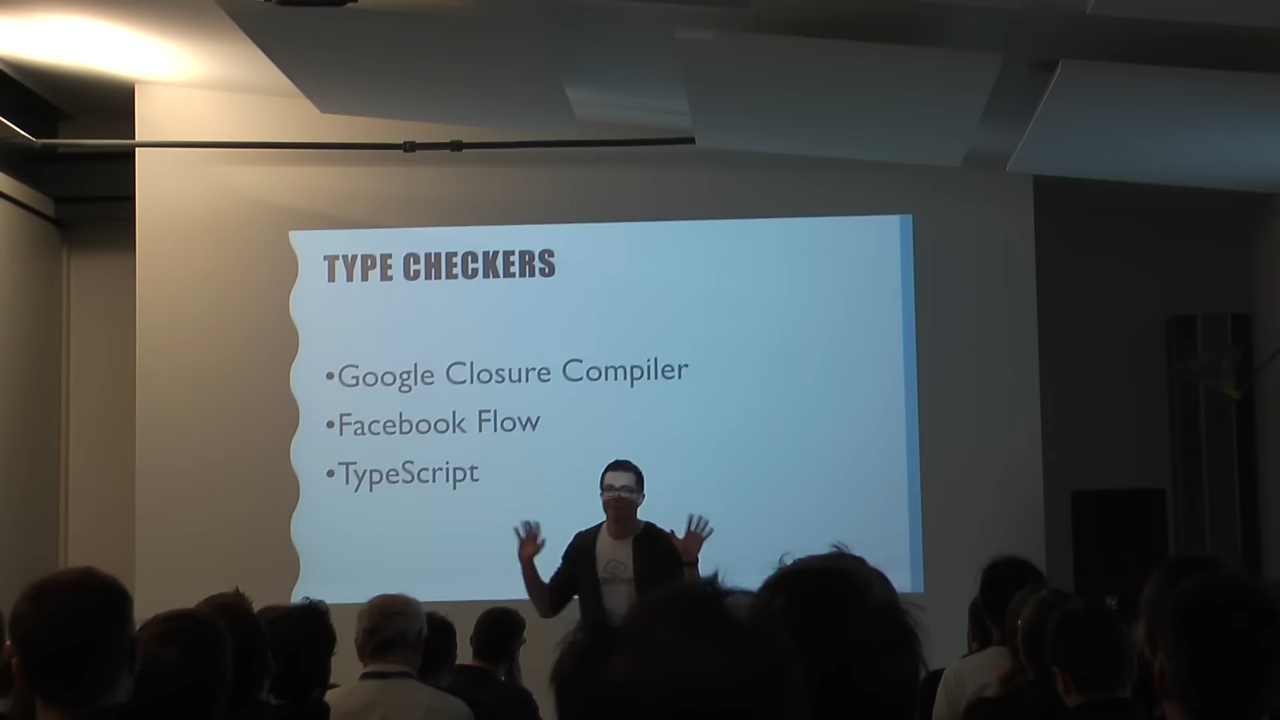 TYPE CHECKERS
•Google Closure Compiler
•Facebook Flow
•TypeScript